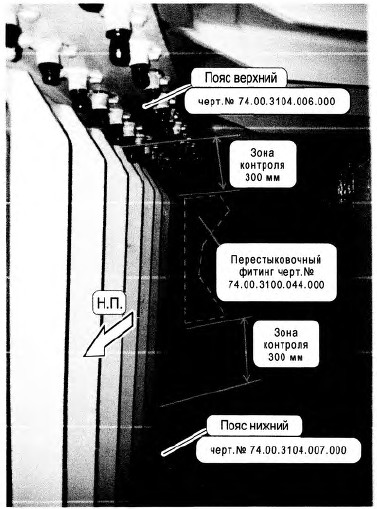 Пояс верхний
черт.№ 74.00.3104.006.000
Зона
контроля
300 мм
Перестыковочный
фитинг черт.№
74.00.3100.044.000
Н.П.
Зона
контроля
300 мм
Пояс нижний
черт.№ 74.00.3104.007.000